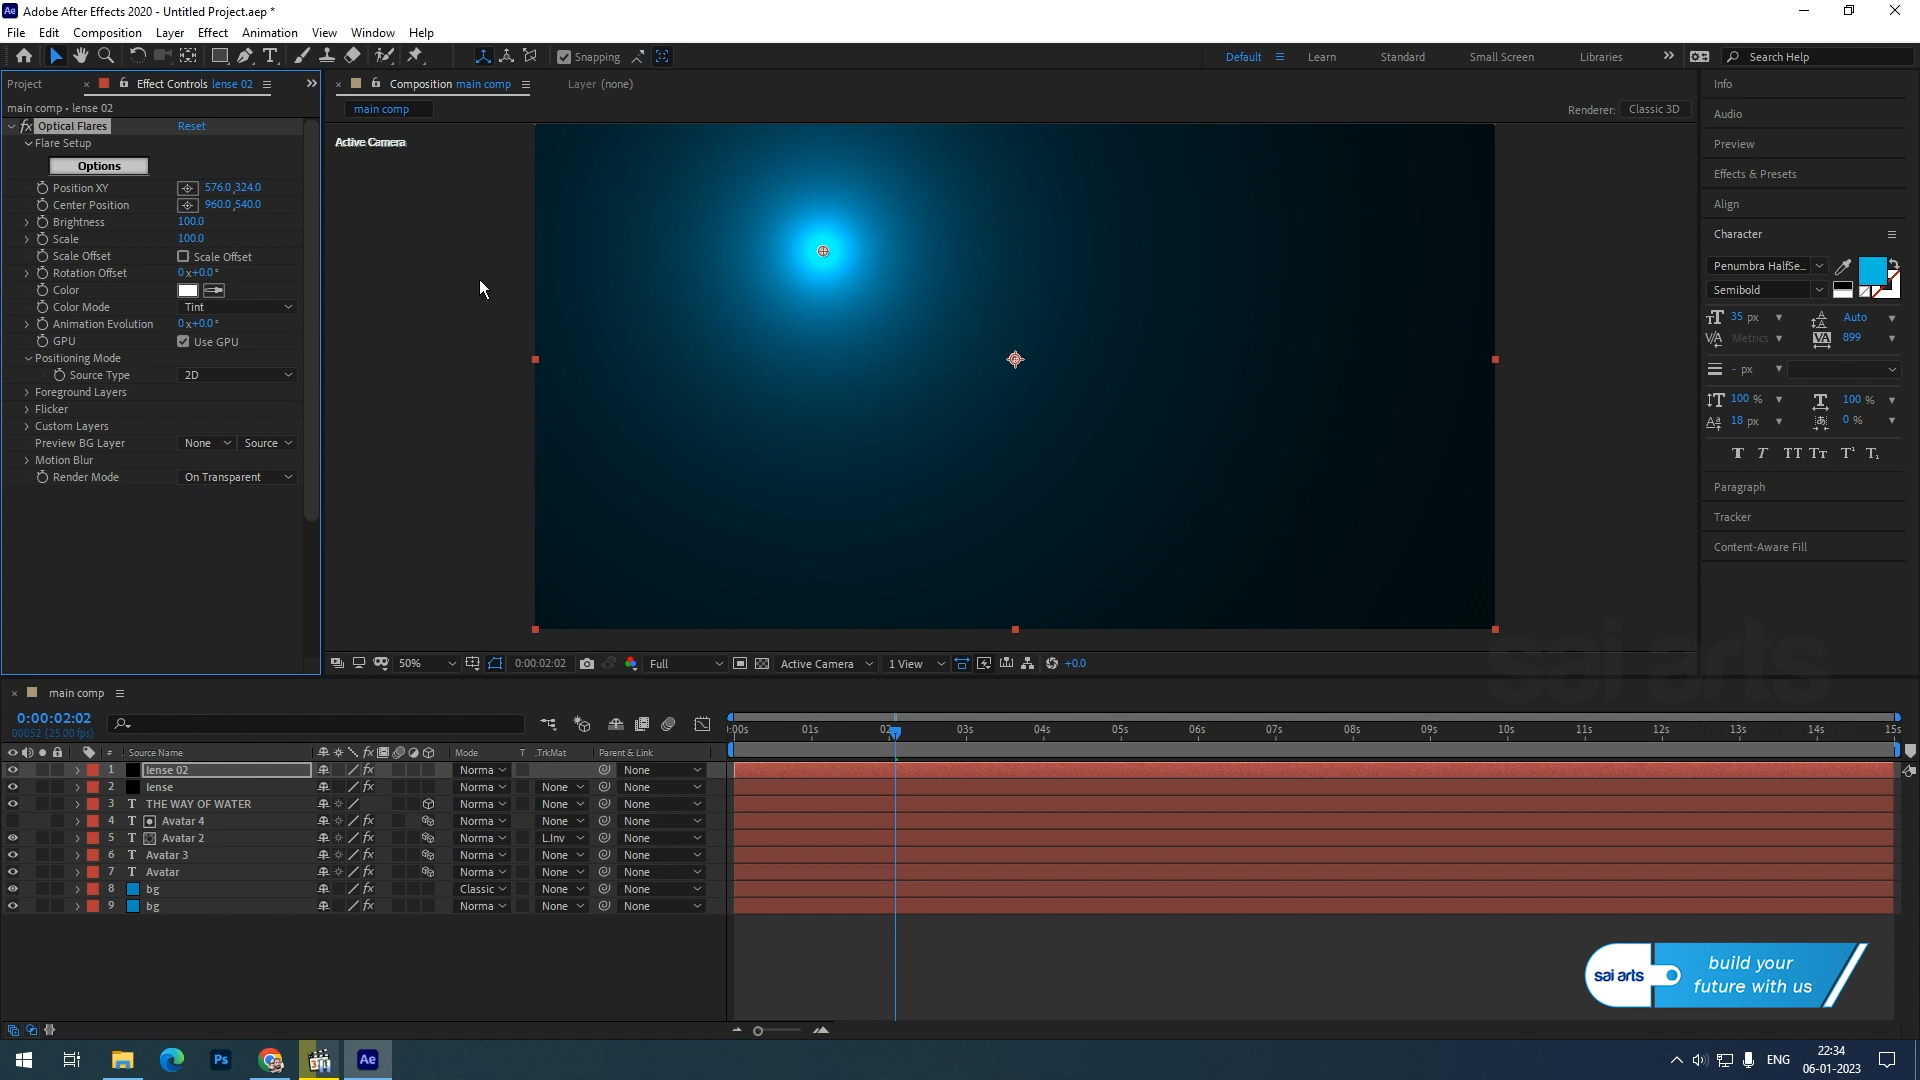 Adobe After Effects 2020 - Untitled Project.aep *
File Edit Composition Layer Effect Animation View Window Help
Snapping Default Learn Standard Small Screen Libraries Search Help
Project Effect Controls lense 02
main comp • lense 02
Optical Flares Reset
Flare Setup
Options
Position XY 576.0,324.0
Center Position 960.0,540.0
Brightness 100.0
Scale 100.0
Scale Offset Scale Offset
Rotation Offset 0x+0.0°
Color
Color Mode Tint
Animation Evolution 0x+0.0°
GPU Use GPU
Positioning Mode
Source Type 2D
Foreground Layers
Flicker
Custom Layers
Preview BG Layer None Source
Motion Blur
Render Mode On Transparent
Composition main comp Layer (none)
main comp Renderer: Classic 3D
Active Camera
50% 0:00:02:02 Full Active Camera 1 View +0.0
Info
Audio
Preview
Effects & Presets
Align
Character
Penumbra HalfSe...
Semibold
35 px Auto
Metrics 899
- px
100 % 100 %
18 px 0 %
Paragraph
Tracker
Content-Aware Fill
sai arts
main comp
0:00:02:02
00052 (25.00 fps)
:00s 01s 02s 03s 04s 05s 06s 07s 08s 09s 10s 11s 12s 13s 14s 15s
# Source Name Mode T .TrkMat Parent & Link
1 lense 02 Norma None
2 lense Norma None None
3 T THE WAY OF WATER Norma None None
4 T Avatar 4 Norma None None
5 T Avatar 2 Norma L.Inv None
6 T Avatar 3 Norma None None
7 T Avatar Norma None None
8 bg Classic None None
9 bg Norma None None
sai arts
build your
future with us
ENG 22:34
06-01-2023